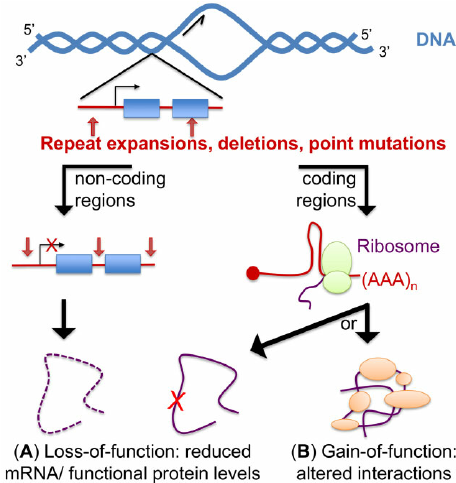 5’ 5’
3’ 3’
DNA
Repeat expansions, deletions, point mutations
non-coding
regions
coding
regions
Ribosome
(AAA)n
or
(A) Loss-of-function: reduced
mRNA/ functional protein levels
(B) Gain-of-function:
altered interactions